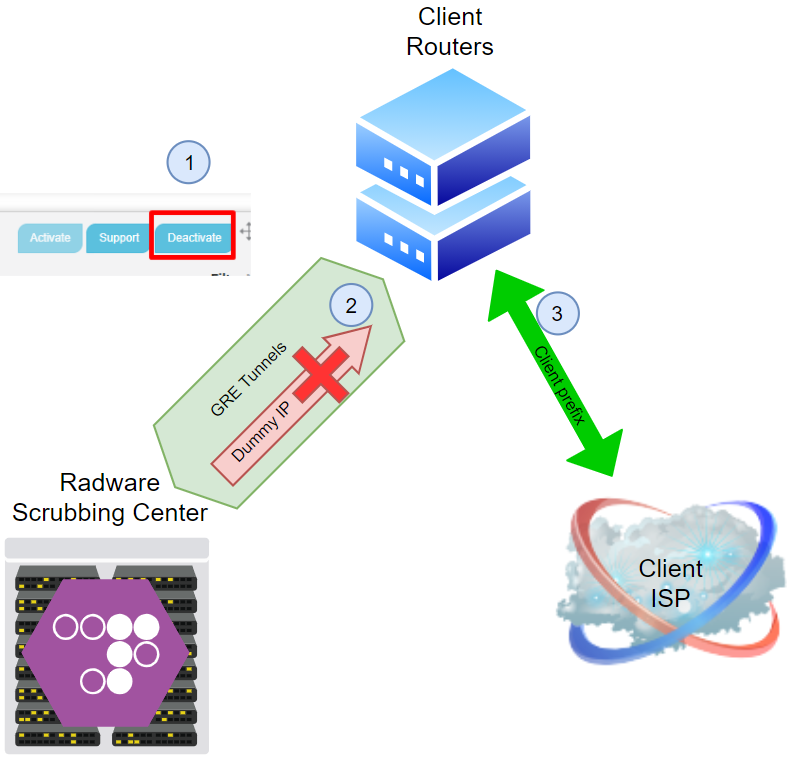 Client
Routers
1
Activate
Support
Deactivate
2
3
GRE Tunnels
Dummy IP
Client prefix
Radware
Scrubbing Center
Client
ISP